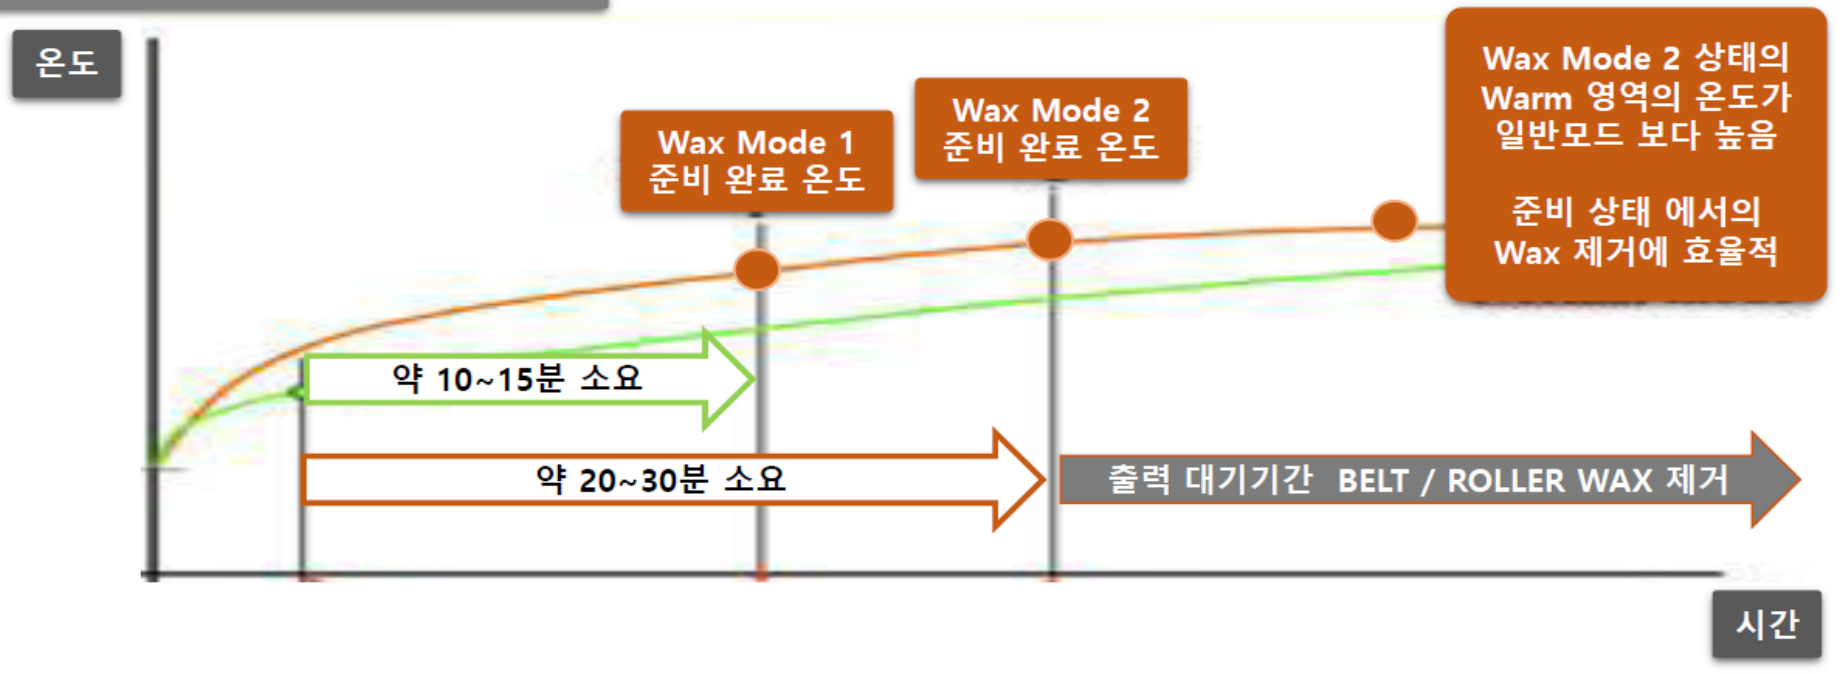 온도
Wax Mode 1
준비 완료 온도
Wax Mode 2
준비 완료 온도
Wax Mode 2 상태의
Warm 영역의 온도가
일반모드 보다 높음
준비 상태 에서의
Wax 제거에 효율적
약 10~15분 소요
약 20~30분 소요
출력 대기기간 BELT / ROLLER WAX 제거
시간